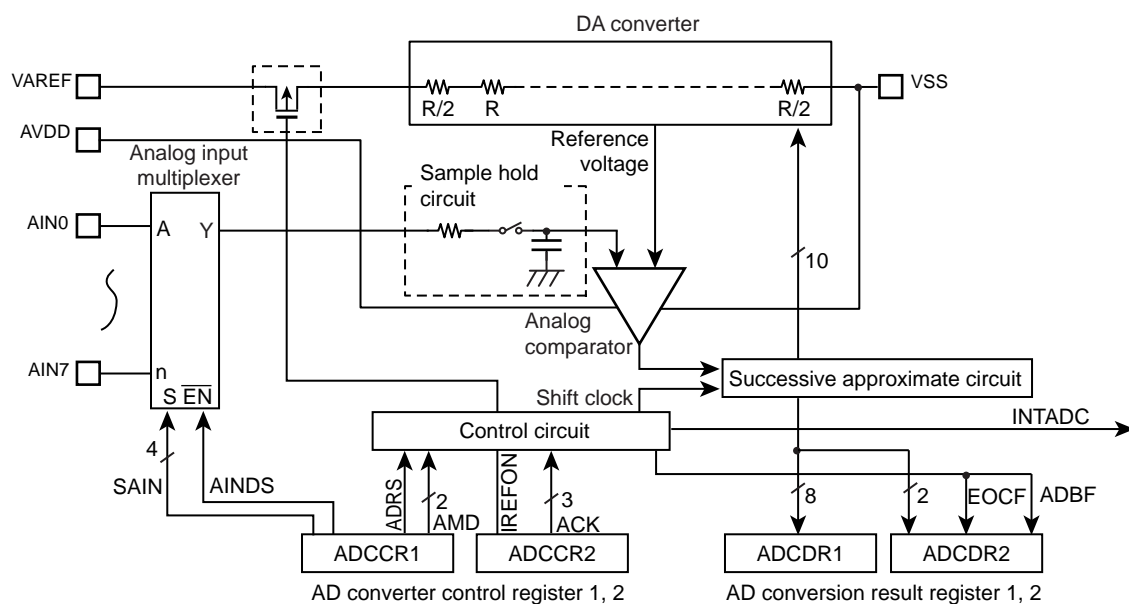 DA converter
VAREF
R/2
R
R/2
VSS
AVDD
Analog input
multiplexer
Reference
voltage
Sample hold
circuit
AIN0
A
Y
10
Analog
comparator
AIN7
n
S
EN
Successive approximate circuit
Shift clock
Control circuit
INTADC
4
SAIN
AINDS
ADRS
2
AMD
IREFON
3
ACK
8
2
EOCF
ADBF
ADCCR1
ADCCR2
ADCDR1
ADCDR2
AD converter control register 1, 2
AD conversion result register 1, 2